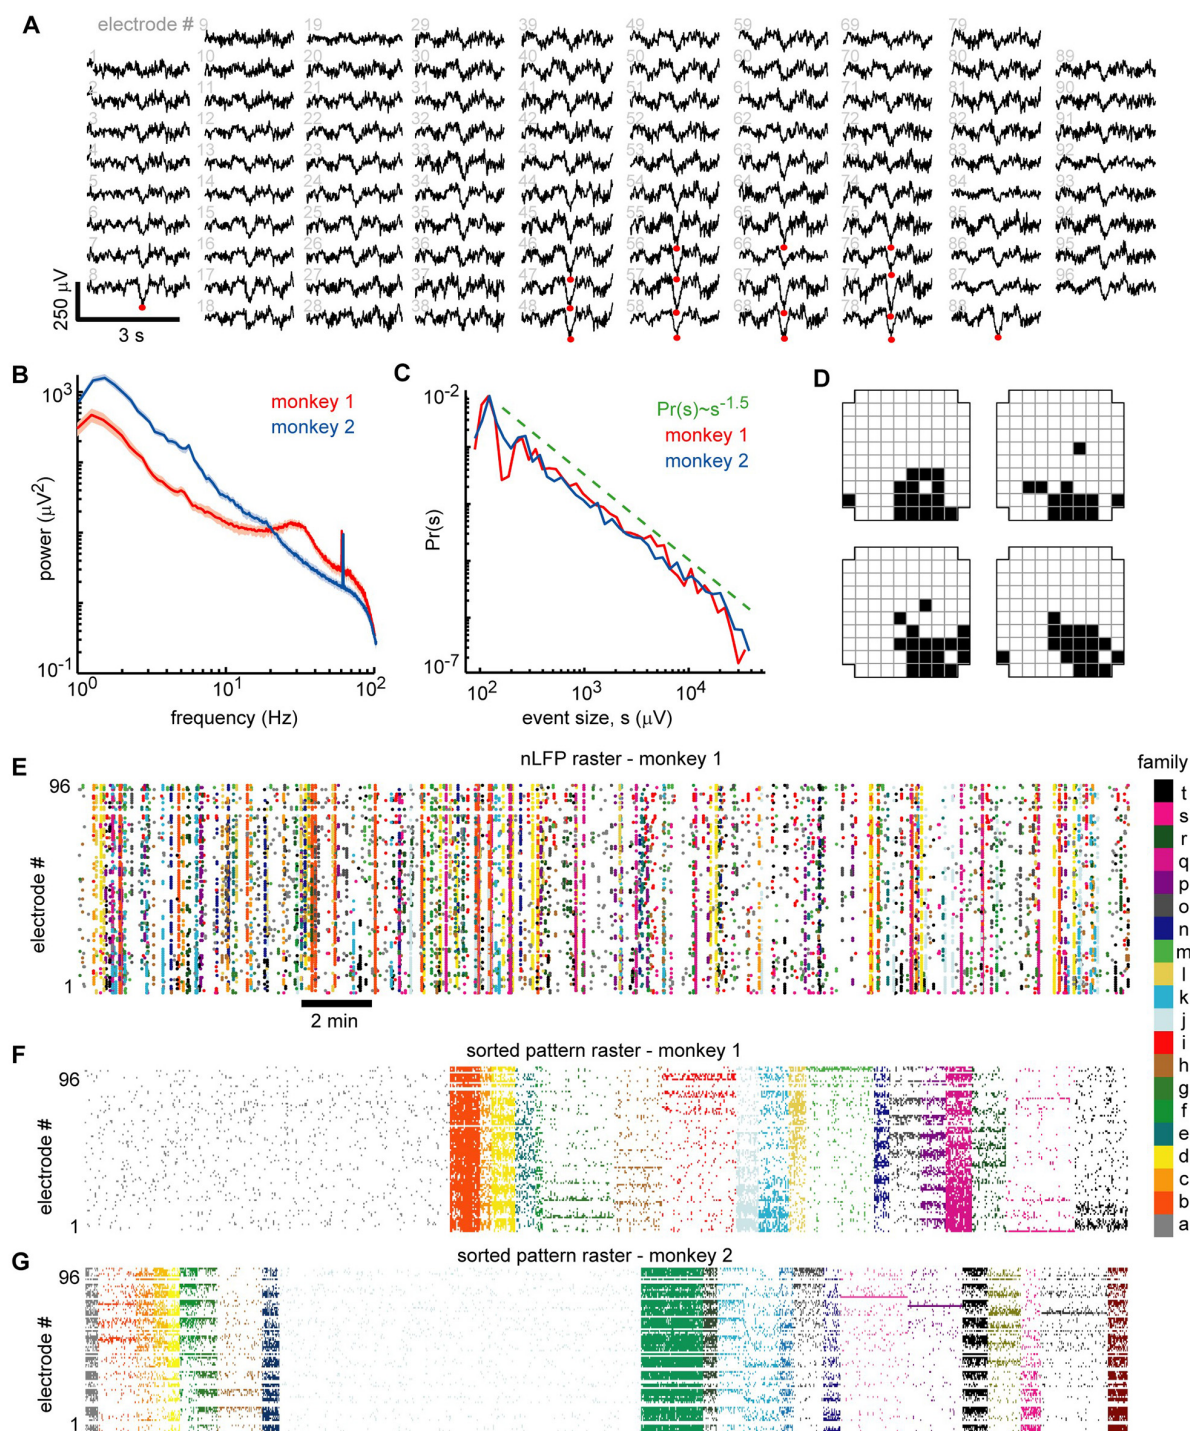 A
electrode #
9 19 29 39 49 59 69 79
1 10 20 30 40 50 60 70 80 89
2 11 21 31 41 51 61 71 81 90
3 12 22 32 42 52 62 72 82 91
4 13 23 33 43 53 63 73 83 92
5 14 24 34 44 54 64 74 84 93
6 15 25 35 45 55 65 75 85 94
7 16 26 36 46 56 66 76 86 95
8 17 27 37 47 57 67 77 87 96
18 28 38 48 58 68 78 88
250 μV
3 s
B
10³
10⁻¹
power (μV²)
monkey 1
monkey 2
10⁰ 10¹ 10²
frequency (Hz)
C
10⁻²
10⁻⁷
Pr(s)
Pr(s)~s⁻¹·⁵
monkey 1
monkey 2
10² 10³ 10⁴
event size, s (μV)
D
E
nLFP raster - monkey 1
96
electrode #
1
2 min
family
t
s
r
q
p
o
n
m
l
k
j
i
h
g
f
e
d
c
b
a
F
sorted pattern raster - monkey 1
96
electrode #
1
G
sorted pattern raster - monkey 2
96
electrode #
1